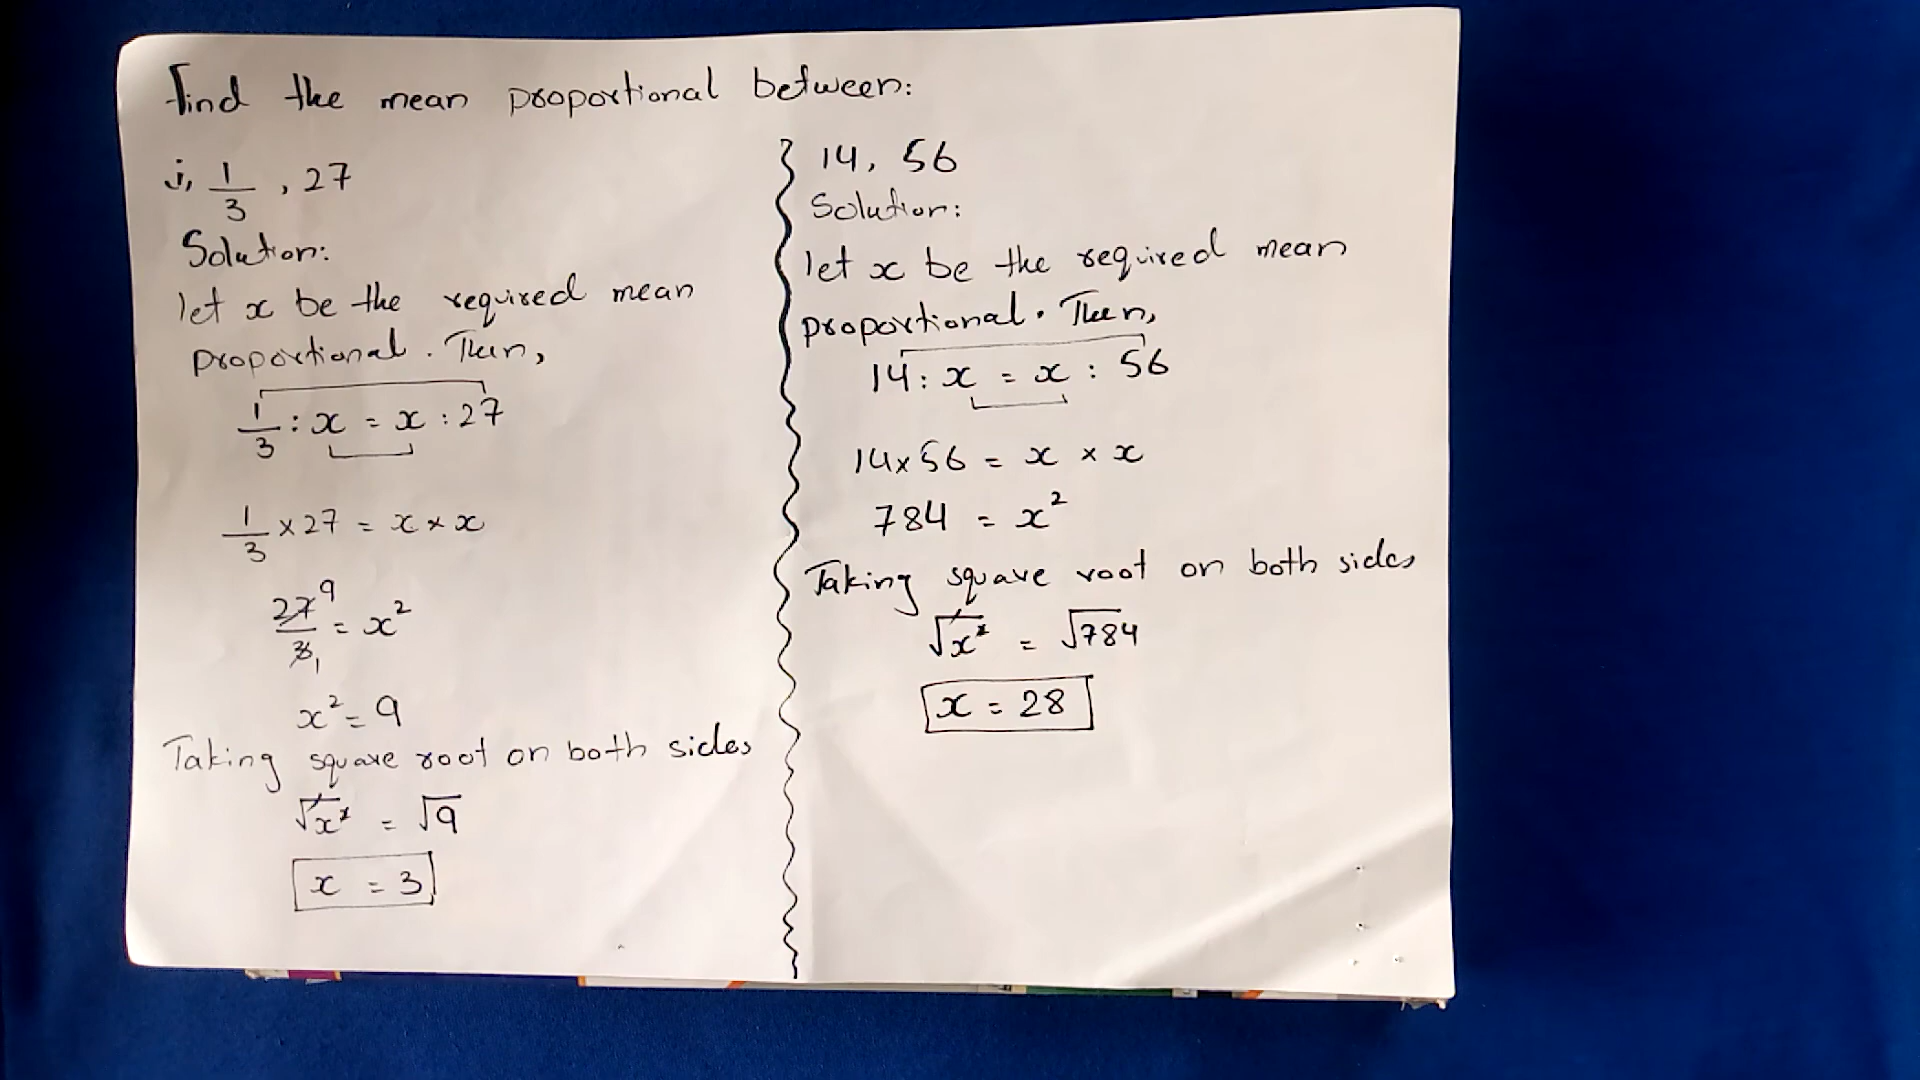 Find the mean proportional between:
i, 1/3 , 27
Solution:
let x be the required mean
proportional. Then,
1/3 : x = x : 27
1/3 × 27 = x × x
27/3 = x² 9 1
x² = 9
Taking square root on both sides
√x² = √9
x = 3
14, 56
Solution:
let x be the required mean
proportional. Then,
14 : x = x : 56
14 × 56 = x × x
784 = x²
Taking square root on both sides
√x² = √784
x = 28